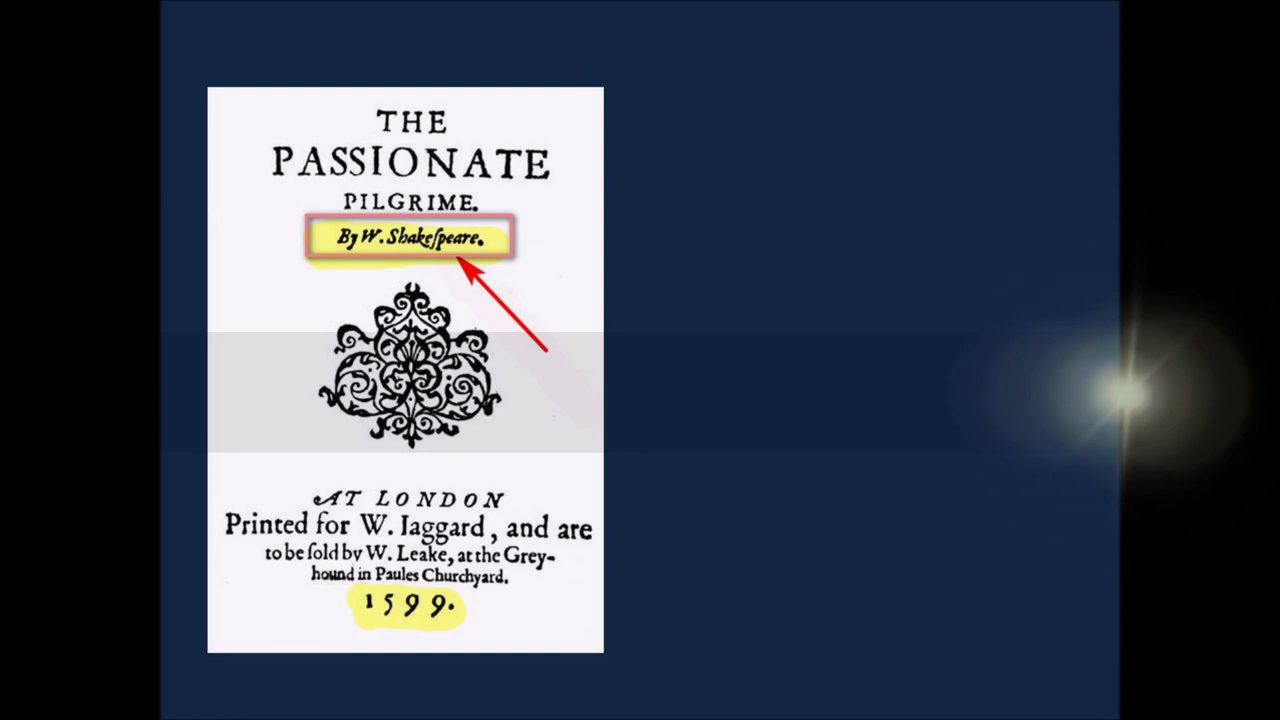 THE
PASSIONATE
PILGRIME.
By W. Shakeſpeare.
AT LONDON
Printed for W. Iaggard, and are
to be ſold by W. Leake, at the Grey-
hound in Paules Churchyard.
1599.